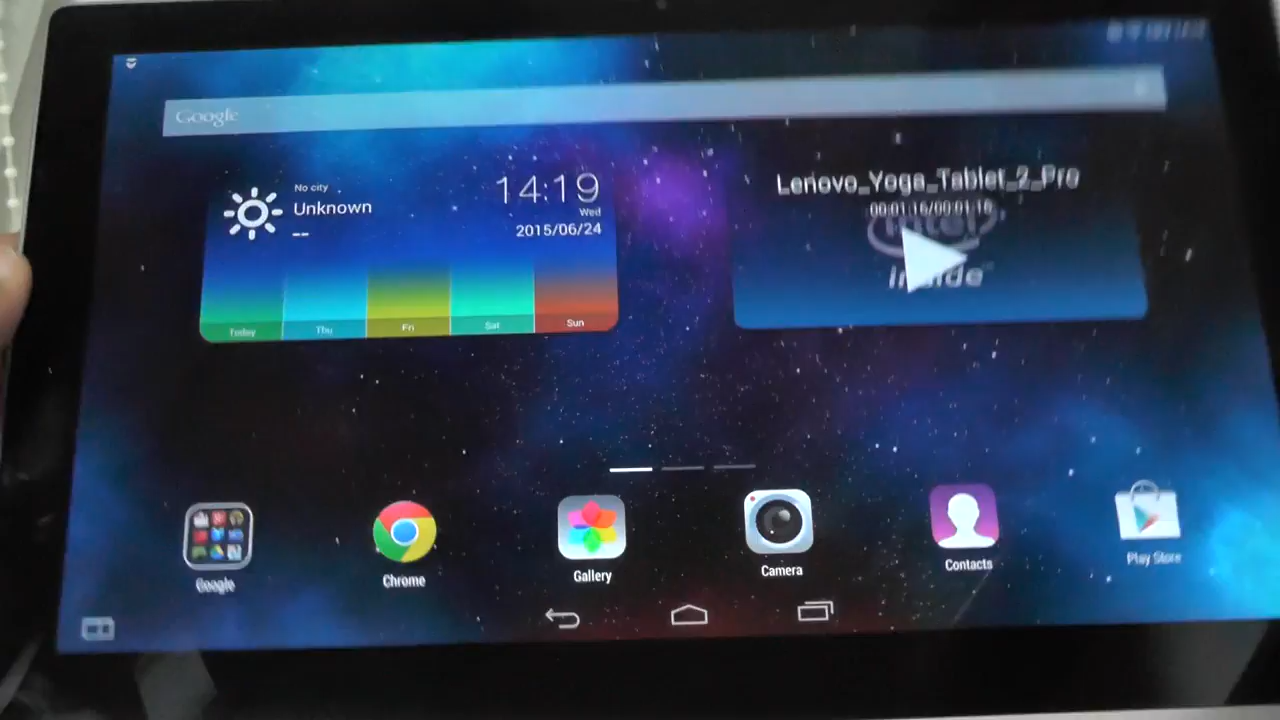 Google
No city
Unknown
--
14:19
Wed
2015/06/24
Today Thu Fri Sat Sun
Lenovo_Yoga_Tablet_2_Pro
00:01:16/00:01:16
intel
inside
Google
Chrome
Gallery
Camera
Contacts
Play Store